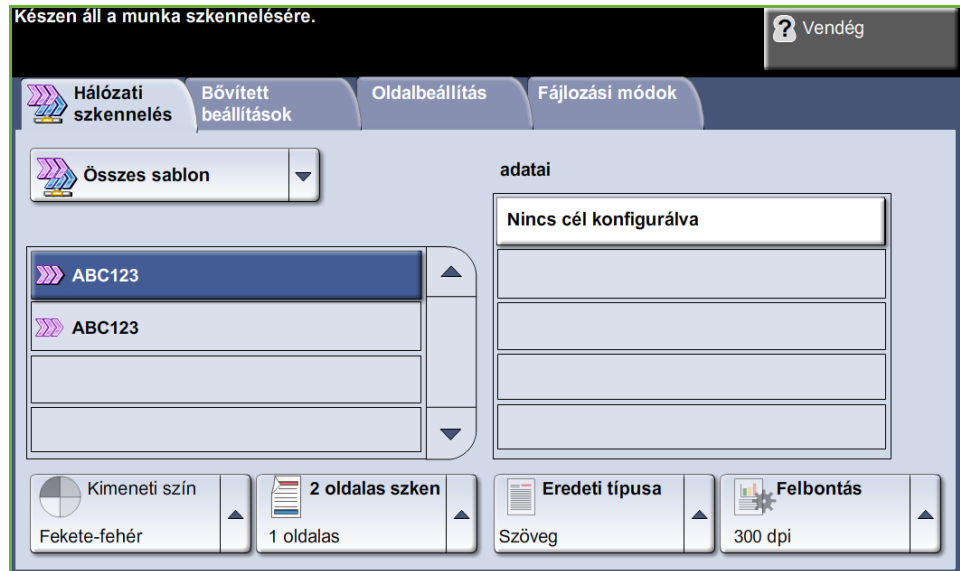 Készen áll a munka szkennelésére.
Vendég
Hálózati
szkennelés
Bővített
beállítások
Oldalbeállítás
Fájlozási módok
Összes sablon
adatai
Nincs cél konfigurálva
ABC123
ABC123
Kimeneti szín
Fekete-fehér
2 oldalas szken
1 oldalas
Eredeti típusa
Szöveg
Felbontás
300 dpi